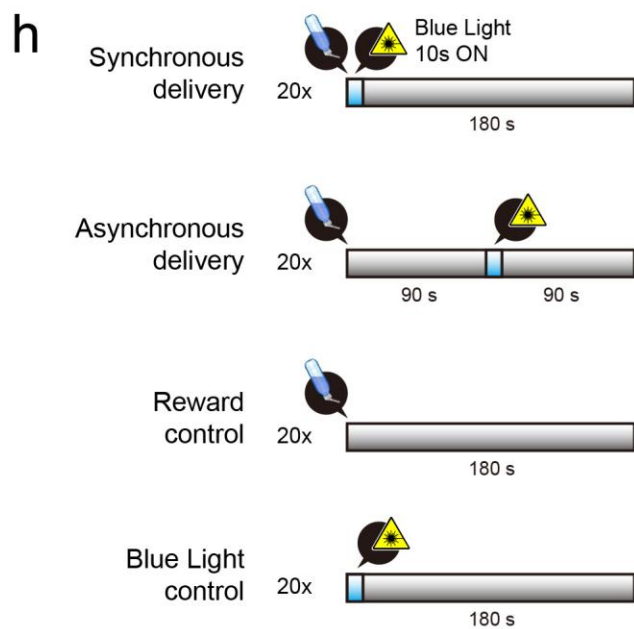 h
Synchronous
delivery
20x
Blue Light
10s ON
180 s
Asynchronous
delivery
20x
90 s
90 s
Reward
control
20x
180 s
Blue Light
control
20x
180 s